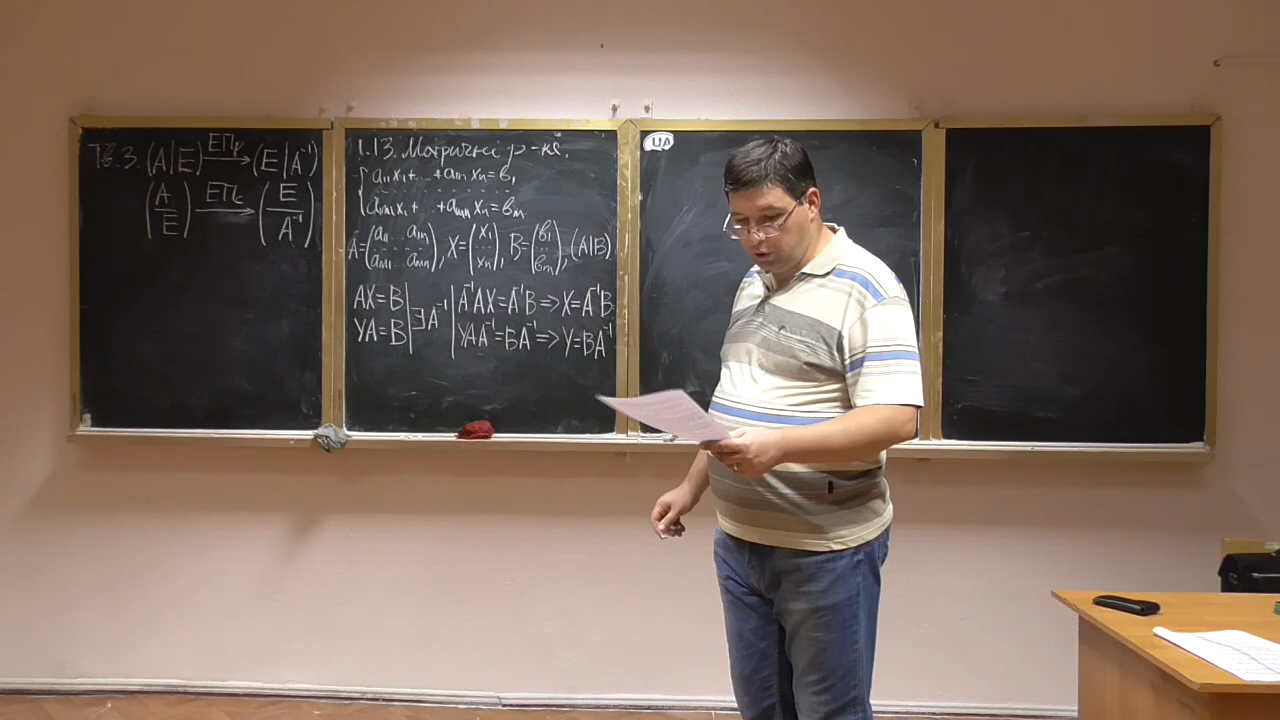 Тв.3. (A|E) ЕПр→ (E|A⁻¹)
(A/E) ЕПс→ (E/A⁻¹)
1.13. Матричні р-ня.
{ a₁₁x₁+ ... +a₁ₙxₙ=b₁
. . . . . . . .
{ aₘ₁x₁+ ... +aₘₙxₙ=bₘ
A=(a₁₁ ... a₁ₙ / ... / aₘ₁ ... aₘₙ), X=(x₁ / ... / xₙ), B=(b₁ / ... / bₘ), (A|B)
AX=B | ∃A⁻¹ | A⁻¹AX=A⁻¹B => X=A⁻¹B
YA=B | | YAA⁻¹=BA⁻¹ => Y=BA⁻¹
UA